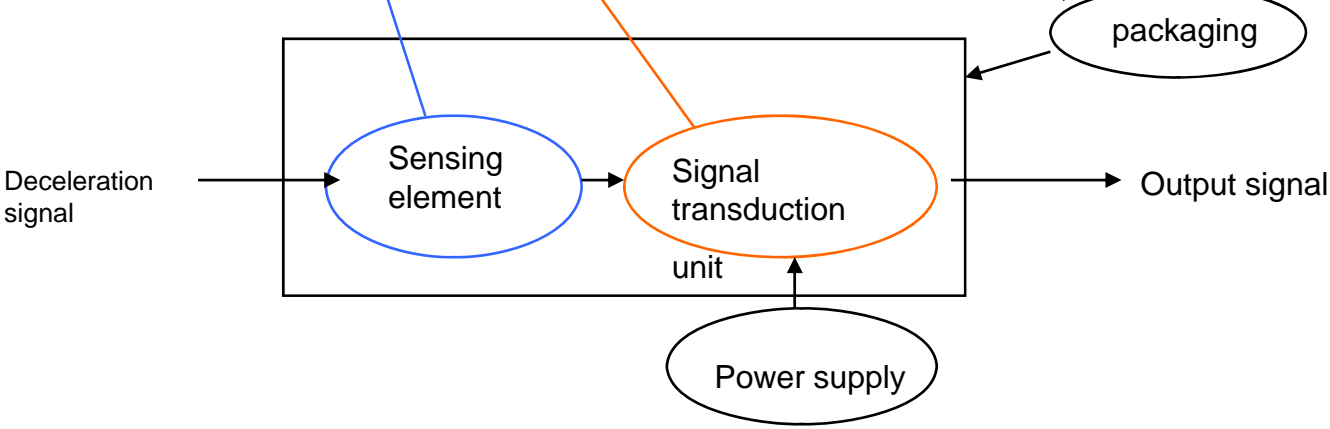 packaging
Deceleration
signal
Sensing
element
Signal
transduction
unit
Output signal
Power supply